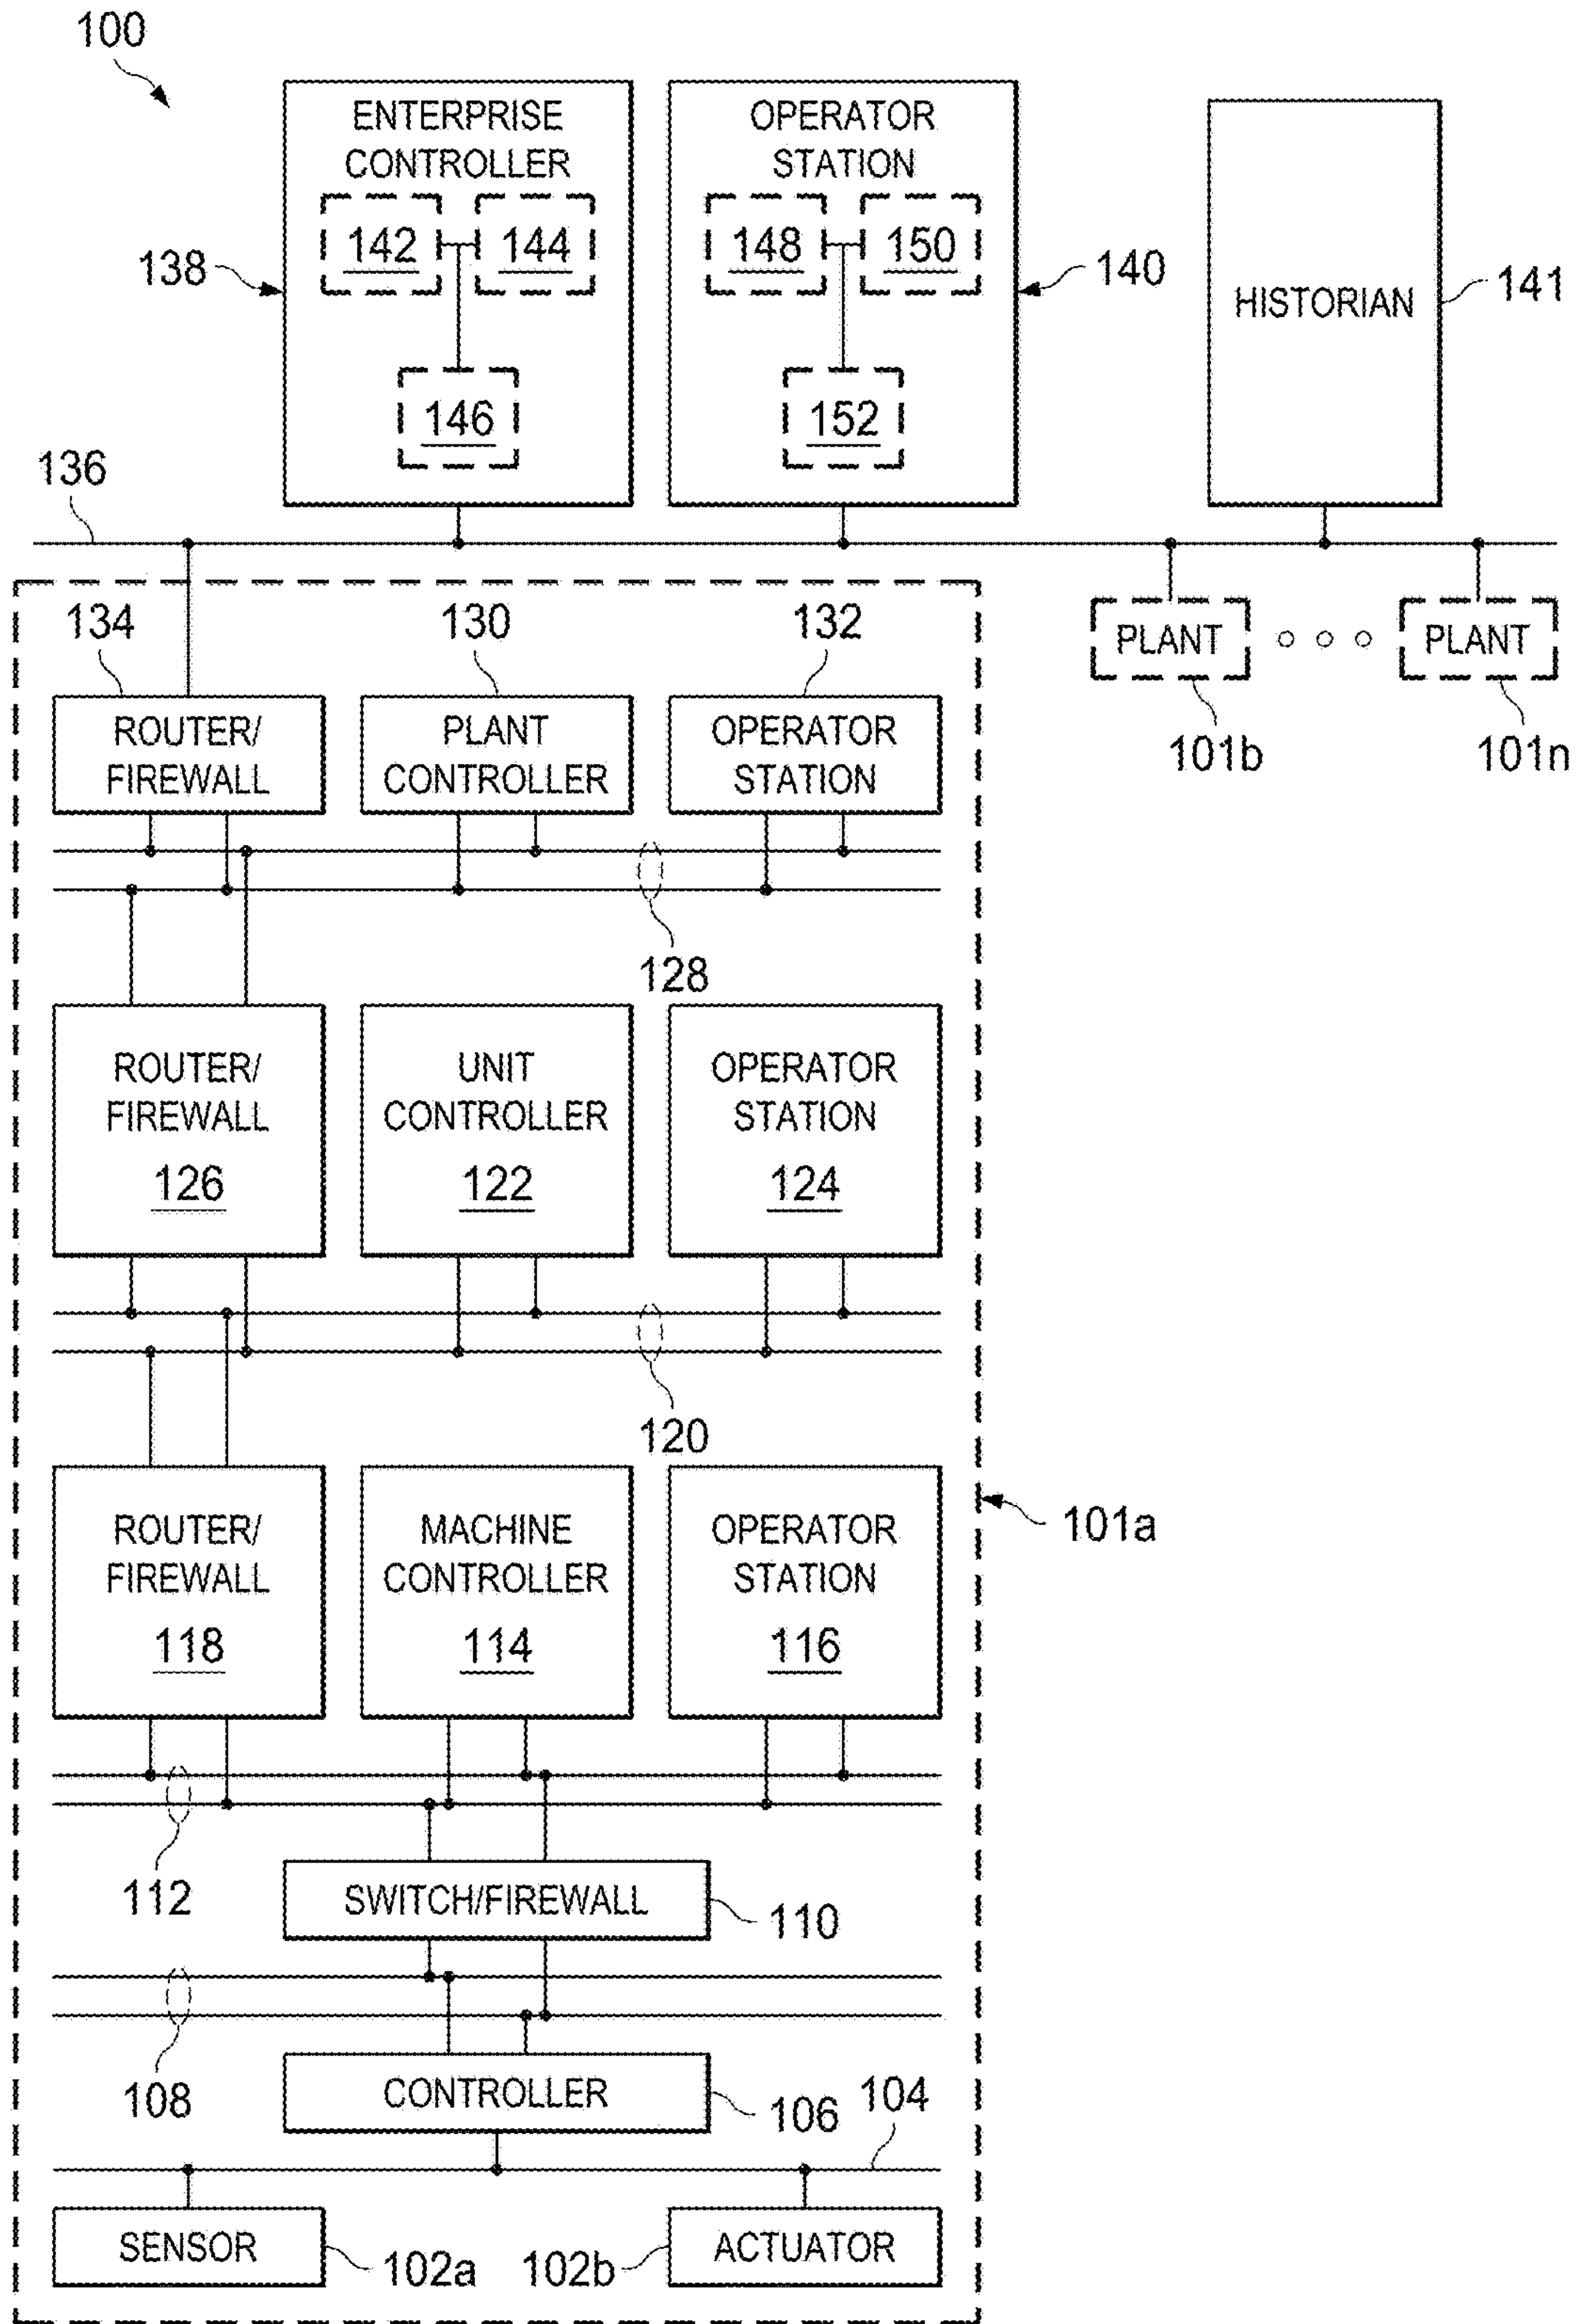 100
ENTERPRISE
CONTROLLER
142
144
146
138
OPERATOR
STATION
148
150
152
140
HISTORIAN
141
136
134
130
132
ROUTER/
FIREWALL
PLANT
CONTROLLER
OPERATOR
STATION
PLANT
PLANT
101b
101n
128
ROUTER/
FIREWALL
126
UNIT
CONTROLLER
122
OPERATOR
STATION
124
120
ROUTER/
FIREWALL
118
MACHINE
CONTROLLER
114
OPERATOR
STATION
116
101a
112
SWITCH/FIREWALL
110
108
CONTROLLER
106
104
SENSOR
102a
102b
ACTUATOR